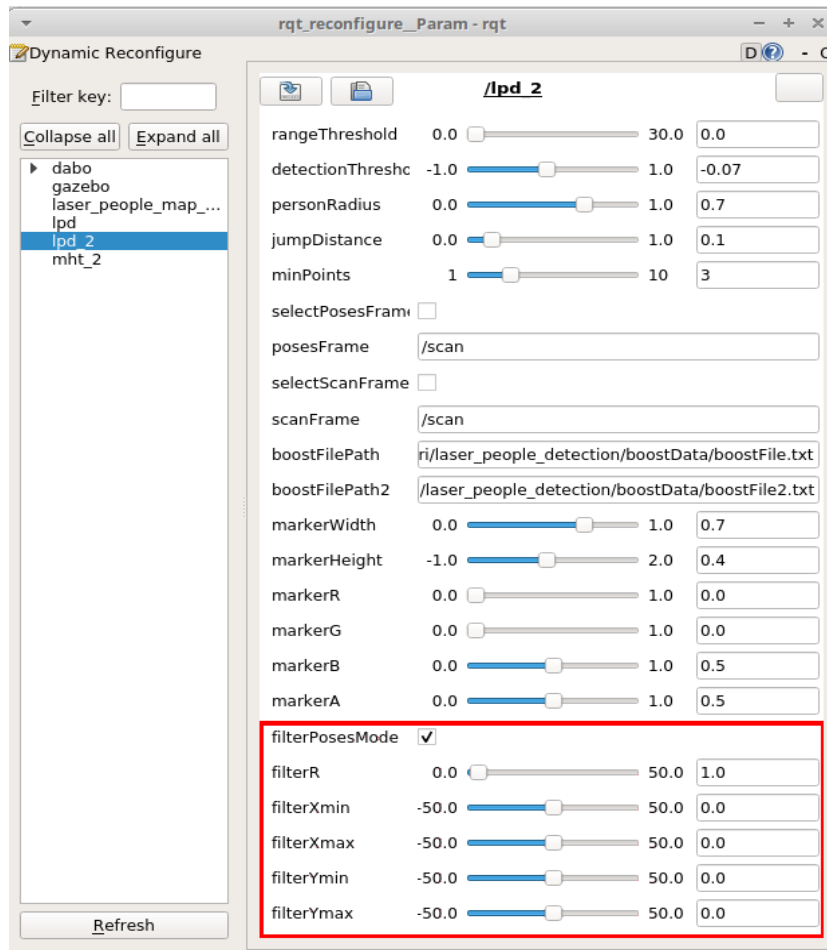 rqt_reconfigure__Param - rqt
Dynamic Reconfigure
D
Filter key:
Collapse all Expand all
dabo
gazebo
laser_people_map_...
lpd
lpd_2
mht_2
Refresh
/lpd_2
rangeThreshold 0.0 30.0 0.0
detectionThresho -1.0 1.0 -0.07
personRadius 0.0 1.0 0.7
jumpDistance 0.0 1.0 0.1
minPoints 1 10 3
selectPosesFrame
posesFrame /scan
selectScanFrame
scanFrame /scan
boostFilePath ri/laser_people_detection/boostData/boostFile.txt
boostFilePath2 /laser_people_detection/boostData/boostFile2.txt
markerWidth 0.0 1.0 0.7
markerHeight -1.0 2.0 0.4
markerR 0.0 1.0 0.0
markerG 0.0 1.0 0.0
markerB 0.0 1.0 0.5
markerA 0.0 1.0 0.5
filterPosesMode
filterR 0.0 50.0 1.0
filterXmin -50.0 50.0 0.0
filterXmax -50.0 50.0 0.0
filterYmin -50.0 50.0 0.0
filterYmax -50.0 50.0 0.0